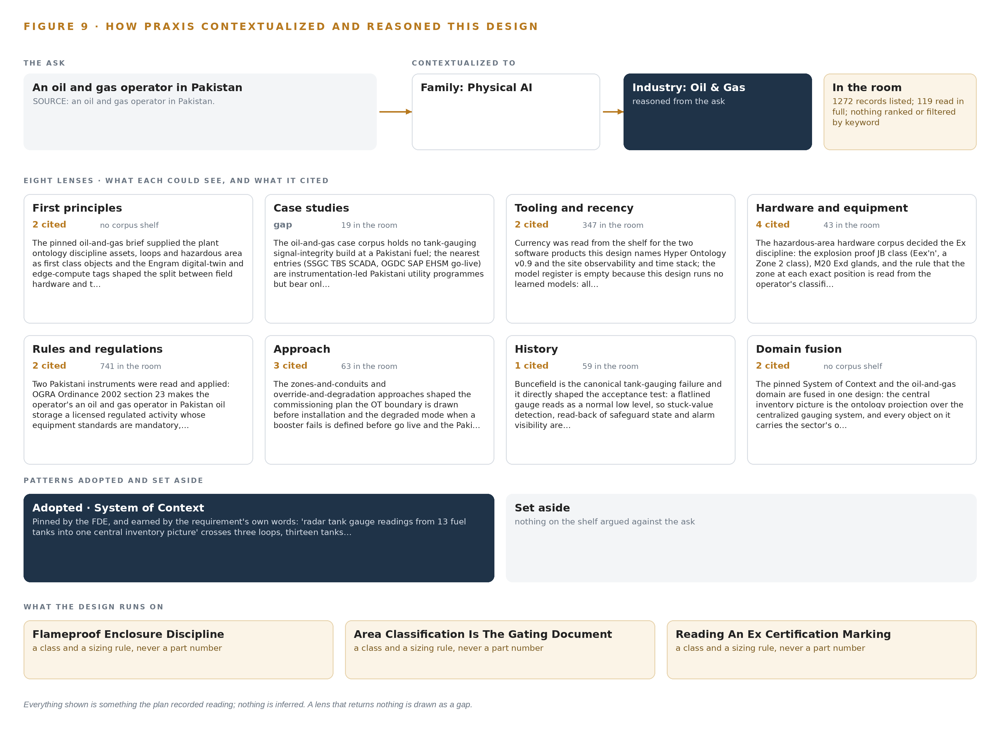 FIGURE 9 · HOW PRAXIS CONTEXTUALIZED AND REASONED THIS DESIGN
THE ASK
CONTEXTUALIZED TO
An oil and gas operator in Pakistan
SOURCE: an oil and gas operator in Pakistan.
Family: Physical AI
Industry: Oil & Gas
reasoned from the ask
In the room
1272 records listed; 119 read in
full; nothing ranked or filtered
by keyword
EIGHT LENSES · WHAT EACH COULD SEE, AND WHAT IT CITED
First principles
2 cited
no corpus shelf
The pinned oil-and-gas brief supplied the plant
ontology discipline assets, loops and hazardous area
as first class objects and the Engram digital-twin and
edge-compute tags shaped the split between field
hardware and t...
Case studies
gap
19 in the room
The oil-and-gas case corpus holds no tank-gauging
signal-integrity build at a Pakistani fuel; the nearest
entries (SSGC TBS SCADA, OGDC SAP EHSM go-live)
are instrumentation-led Pakistani utility programmes
but bear onl...
Tooling and recency
2 cited
347 in the room
Currency was read from the shelf for the two
software products this design names Hyper Ontology
v0.9 and the site observability and time stack; the
model register is empty because this design runs no
learned models: all...
Hardware and equipment
4 cited
43 in the room
The hazardous-area hardware corpus decided the Ex
discipline: the explosion proof JB class (Eex'n', a
Zone 2 class), M20 Exd glands, and the rule that the
zone at each exact position is read from the
operator's classifi...
Rules and regulations
2 cited
741 in the room
Two Pakistani instruments were read and applied:
OGRA Ordinance 2002 section 23 makes the
operator's an oil and gas operator in Pakistan oil
storage a licensed regulated activity whose
equipment standards are mandatory,...
Approach
3 cited
63 in the room
The zones-and-conduits and
override-and-degradation approaches shaped the
commissioning plan the OT boundary is drawn
before installation and the degraded mode when a
booster fails is defined before go live and the Paki...
History
1 cited
59 in the room
Buncefield is the canonical tank-gauging failure and
it directly shaped the acceptance test: a flatlined
gauge reads as a normal low level, so stuck-value
detection, read-back of safeguard state and alarm
visibility are...
Domain fusion
2 cited
no corpus shelf
The pinned System of Context and the oil-and-gas
domain are fused in one design: the central
inventory picture is the ontology projection over the
centralized gauging system, and every object on it
carries the sector's o...
PATTERNS ADOPTED AND SET ASIDE
Adopted · System of Context
Pinned by the FDE, and earned by the requirement's own words: 'radar tank gauge readings from 13 fuel
tanks into one central inventory picture' crosses three loops, thirteen tanks...
Set aside
nothing on the shelf argued against the ask
WHAT THE DESIGN RUNS ON
Flameproof Enclosure Discipline
a class and a sizing rule, never a part number
Area Classification Is The Gating Document
a class and a sizing rule, never a part number
Reading An Ex Certification Marking
a class and a sizing rule, never a part number
Everything shown is something the plan recorded reading; nothing is inferred. A lens that returns nothing is drawn as a gap.